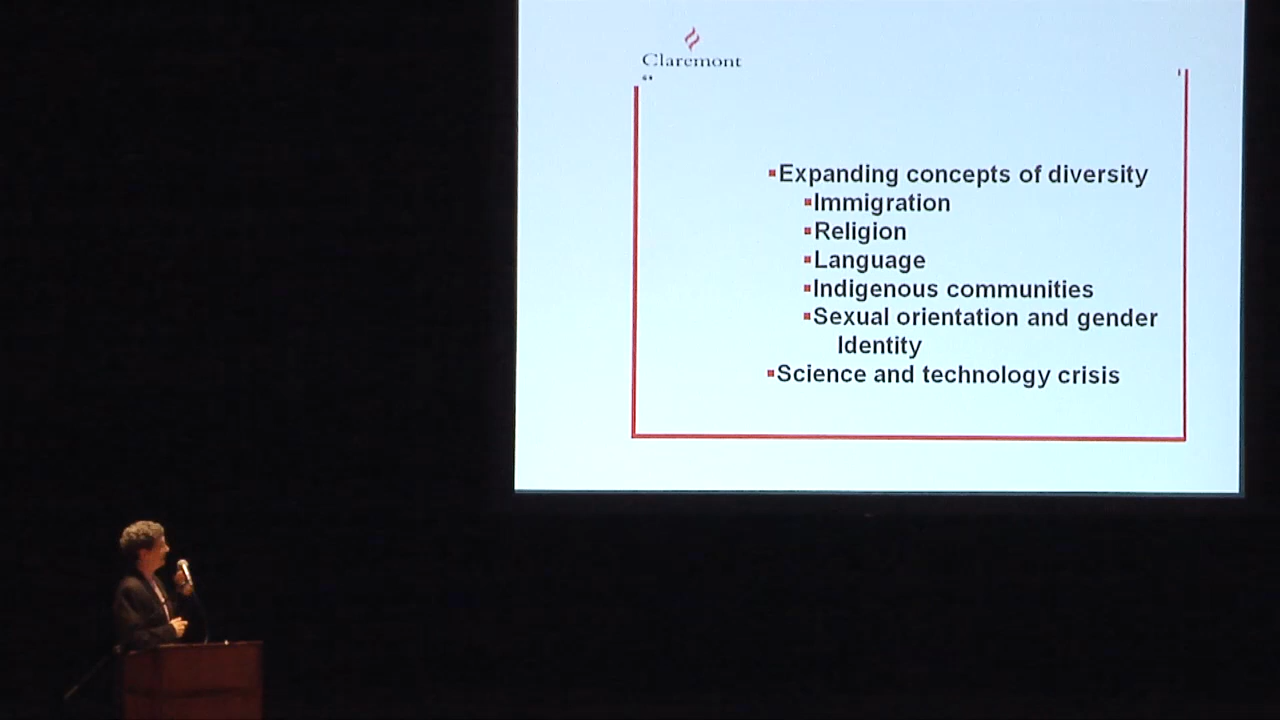 Claremont
Expanding concepts of diversity
Immigration
Religion
Language
Indigenous communities
Sexual orientation and gender
Identity
Science and technology crisis